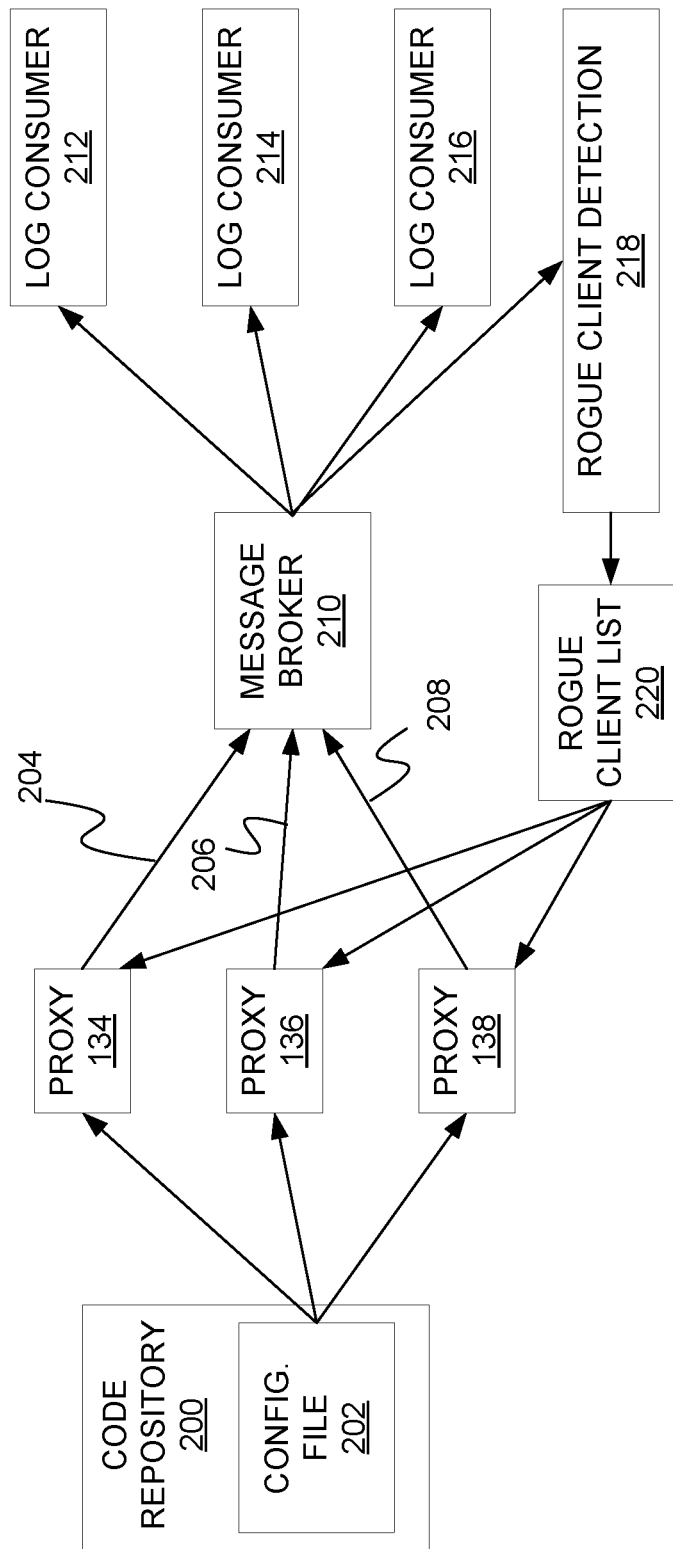 CODE
REPOSITORY
200
CONFIG.
FILE
202
PROXY
134
PROXY
136
PROXY
138
204
206
208
MESSAGE
BROKER
210
LOG CONSUMER
212
LOG CONSUMER
214
LOG CONSUMER
216
ROGUE CLIENT DETECTION
218
ROGUE
CLIENT LIST
220